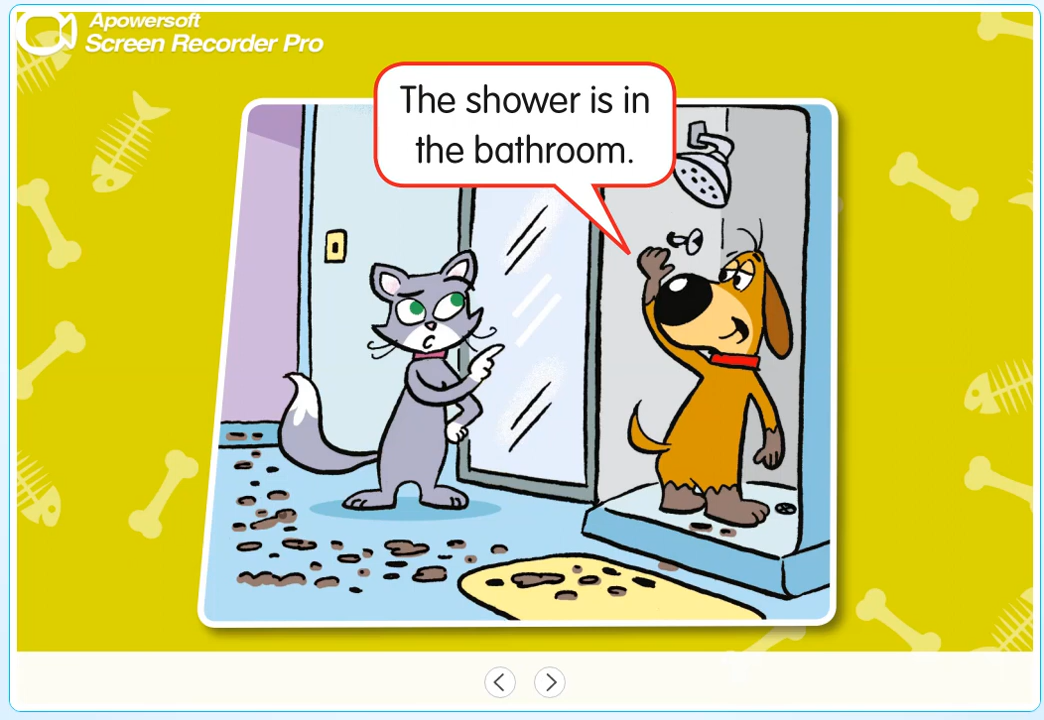 Apowersoft
Screen Recorder Pro
The shower is in
the bathroom.